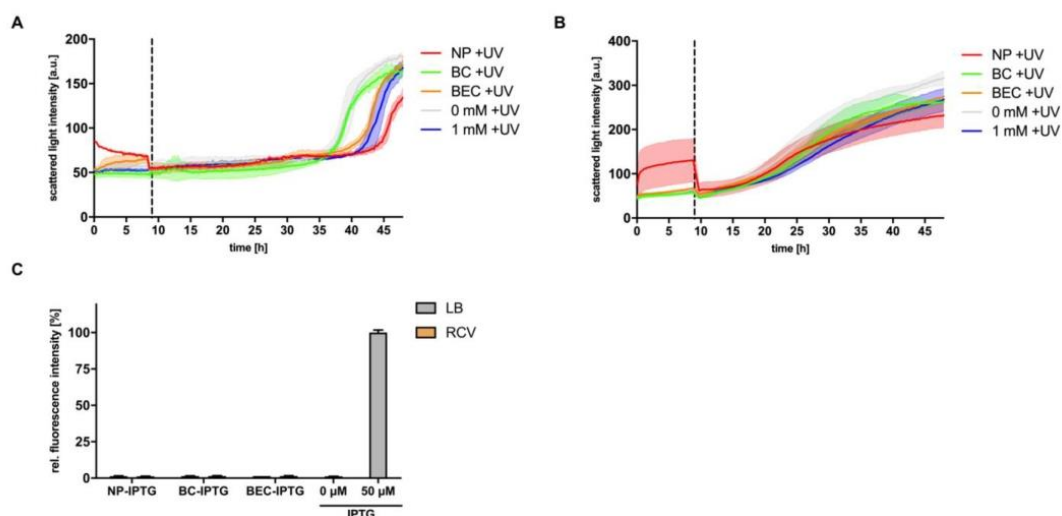 A
scattered light intensity [a.u.]
200
150
100
50
0
0 5 10 15 20 25 30 35 40 45
time [h]
NP +UV
BC +UV
BEC +UV
0 mM +UV
1 mM +UV
B
scattered light intensity [a.u.]
400
300
200
100
0
0 5 10 15 20 25 30 35 40 45
time [h]
NP +UV
BC +UV
BEC +UV
0 mM +UV
1 mM +UV
C
rel. fluorescence intensity [%]
100
75
50
25
0
NP-IPTG BC-IPTG BEC-IPTG 0 µM 50 µM
IPTG
LB
RCV